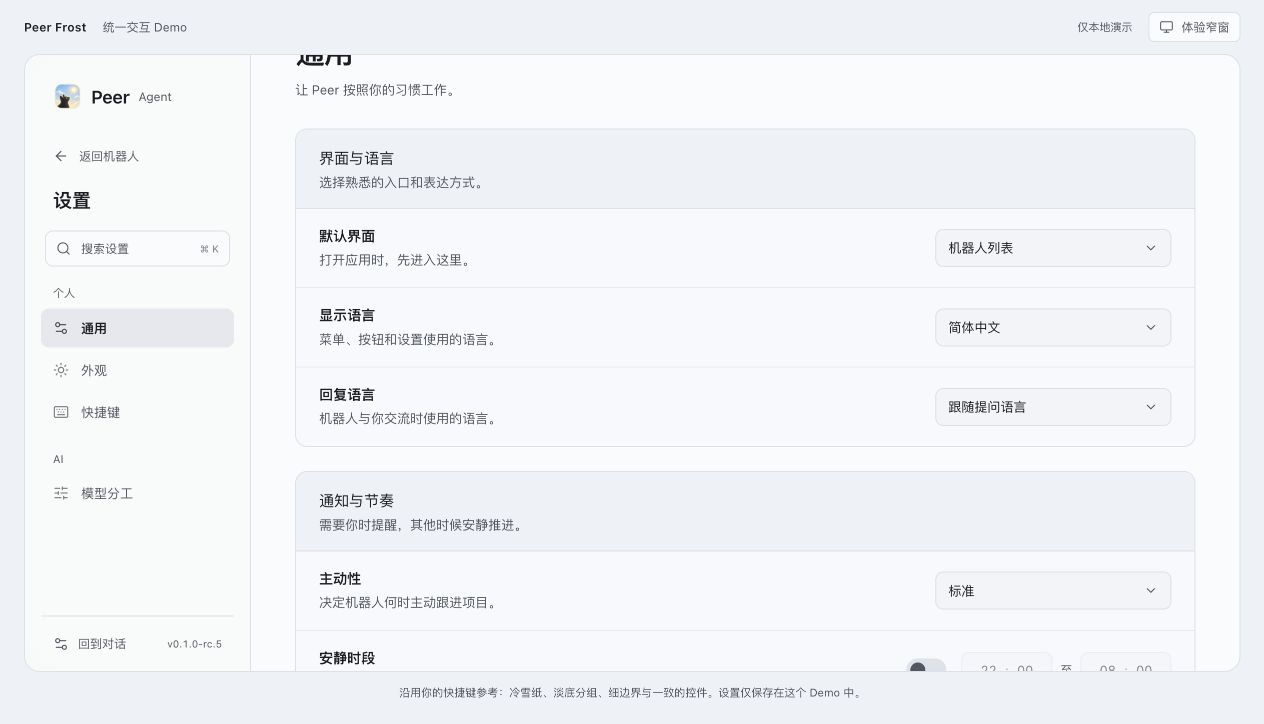 Peer Frost 统一交互 Demo
仅本地演示 体验窄窗
Peer Agent
返回机器人
设置
搜索设置 ⌘ K
个人
通用
外观
快捷键
AI
模型分工
回到对话 v0.1.0-rc.5
通用
让 Peer 按照你的习惯工作。
界面与语言
选择熟悉的入口和表达方式。
默认界面
打开应用时，先进入这里。
机器人列表
显示语言
菜单、按钮和设置使用的语言。
简体中文
回复语言
机器人与你交流时使用的语言。
跟随提问语言
通知与节奏
需要你时提醒，其他时候安静推进。
主动性
决定机器人何时主动跟进项目。
标准
安静时段
22 : 00 至 08 : 00
沿用你的快捷键参考：冷雪纸、淡底分组、细边界与一致的控件。设置仅保存在这个 Demo 中。